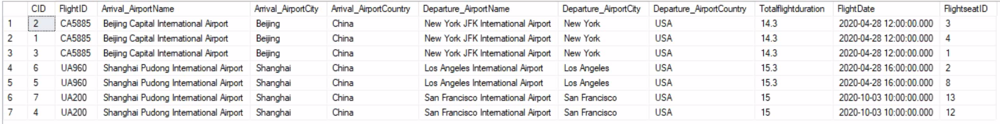 CID FlightID Arrival_AirportName Arrival_AirportCity Arrival_AirportCountry Departure_AirportName Departure_AirportCity Departure_AirportCountry Totalflightduration FlightDate FlightseatID
1 2 CA5885 Beijing Capital International Airport Beijing China New York JFK International Airport New York USA 14.3 2020-04-28 12:00:00.000 3
2 1 CA5885 Beijing Capital International Airport Beijing China New York JFK International Airport New York USA 14.3 2020-04-28 12:00:00.000 4
3 3 CA5885 Beijing Capital International Airport Beijing China New York JFK International Airport New York USA 14.3 2020-04-28 12:00:00.000 1
4 6 UA960 Shanghai Pudong International Airport Shanghai China Los Angeles International Airport Los Angeles USA 15.3 2020-04-28 16:00:00.000 2
5 5 UA960 Shanghai Pudong International Airport Shanghai China Los Angeles International Airport Los Angeles USA 15.3 2020-04-28 16:00:00.000 8
6 7 UA200 Shanghai Pudong International Airport Shanghai China San Francisco International Airport San Francisco USA 15 2020-10-03 10:00:00.000 13
7 4 UA200 Shanghai Pudong International Airport Shanghai China San Francisco International Airport San Francisco USA 15 2020-10-03 10:00:00.000 12